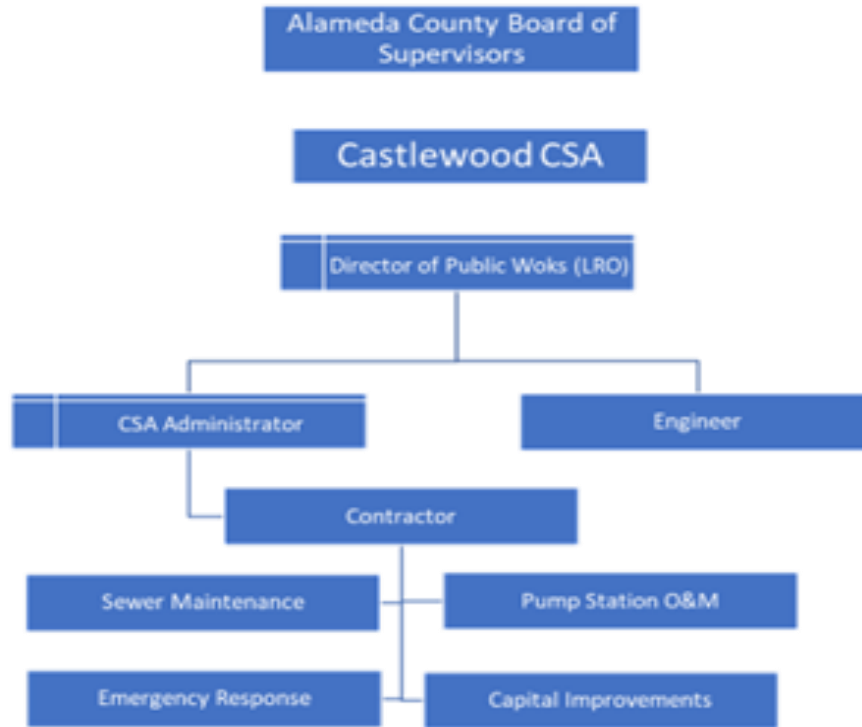 Alameda County Board of
Supervisors
Castlewood CSA
Director of Public Woks (LRO)
CSA Administrator
Engineer
Contractor
Sewer Maintenance
Pump Station O&M
Emergency Response
Capital Improvements